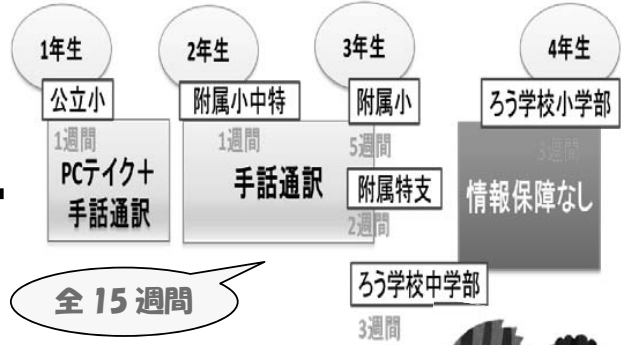 1年生
2年生
3年生
4年生
公立小
附属小中特
附属小
ろう学校小学部
1週間
1週間
5週間
3週間
PCテイク+
手話通訳
手話通訳
附属特支
2週間
情報保障なし
ろう学校中学部
3週間
全15週間